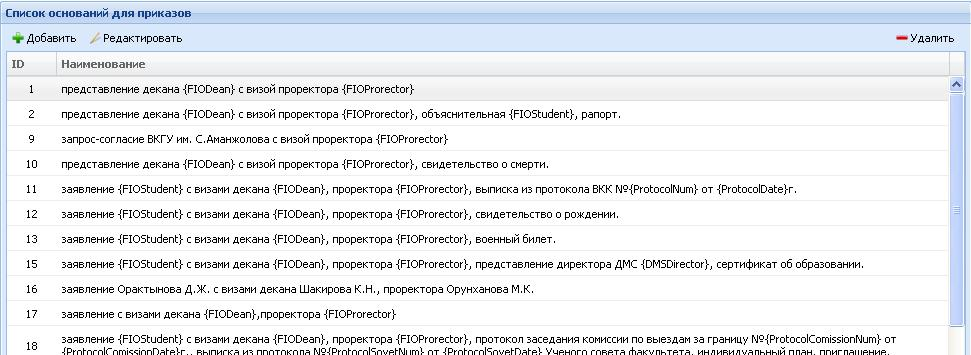 Список оснований для приказов
Добавить Редактировать Удалить
ID Наименование
1 представление декана {FIODean} с визой проректора {FIOProrector}
2 представление декана {FIODean} с визой проректора {FIOProrector}, объяснительная {FIOStudent}, рапорт.
9 запрос-согласие ВКГУ им. С.Аманжолова с визой проректора {FIOProrector}
10 представление декана {FIODean} с визой проректора {FIOProrector}, свидетельство о смерти.
11 заявление {FIOStudent} с визами декана {FIODean}, проректора {FIOProrector}, выписка из протокола ВКК №{ProtocolNum} от {ProtocolDate}г.
12 заявление {FIOStudent} с визами декана {FIODean}, проректора {FIOProrector}, свидетельство о рождении.
13 заявление {FIOStudent} с визами декана {FIODean}, проректора {FIOProrector}, военный билет.
15 заявление {FIOStudent} с визами декана {FIODean}, проректора {FIOProrector}, представление директора ДМС {DMSDirector}, сертификат об образовании.
16 заявление Орактынова Д.Ж. с визами декана Шакирова К.Н., проректора Орунханова М.К.
17 заявление с визами декана {FIODean},проректора {FIOProrector}
18 заявление {FIOStudent} с визами декана {FIODean}, проректора {FIOProrector}, протокол заседания комиссии по выездам за границу №{ProtocolComissionNum} от
{ProtocolComissionDate}г., выписка из протокола №{ProtocolSovetNum} от {ProtocolSovetDate} Ученого совета факультета, индивидуальный план, приглашение.